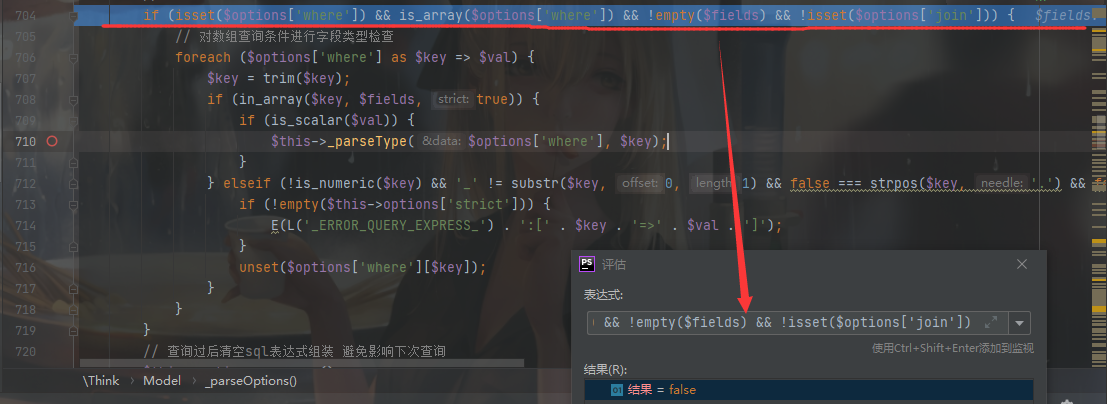 704 if (isset($options['where']) && is_array($options['where']) && !empty($fields) && !isset($options['join'])) { $fields:
705 // 对数组查询条件进行字段类型检查
706 foreach ($options['where'] as $key => $val) {
707 $key = trim($key);
708 if (in_array($key, $fields, strict: true)) {
709 if (is_scalar($val)) {
710 $this->_parseType( &data: $options['where'], $key);
711 }
712 } elseif (!is_numeric($key) && '_' != substr($key, offset: 0, length: 1) && false === strpos($key, needle: '.') &&
713 if (!empty($this->options['strict'])) {
714 E(L('_ERROR_QUERY_EXPRESS_') . ':[' . $key . '=>' . $val . ']');
715 }
716 unset($options['where'][$key]);
717 }
718 }
719 }
720 // 查询过后清空sql表达式组装 避免影响下次查询
\Think › Model › _parseOptions()
PS 评估
表达式:
&& !empty($fields) && !isset($options['join'])
使用Ctrl+Shift+Enter添加到监视
结果(R):
01 结果 = false